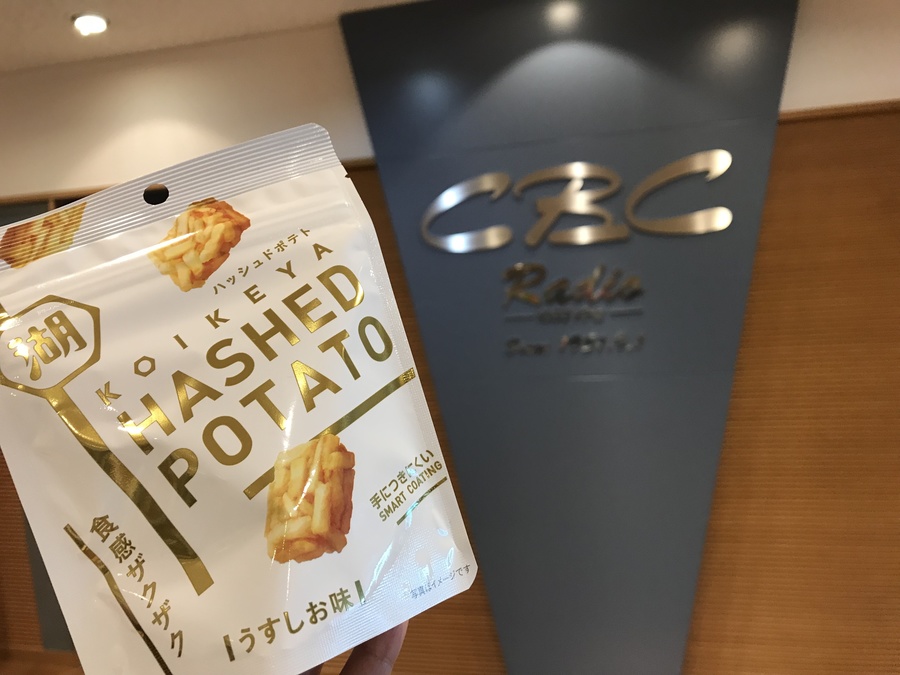 湖
ハッシュドポテト
KOIKEYA
HASHED
POTATO
手につきにくい
SMART COATING
食感ザクザク
うすしお味
写真はイメージです
CBC
Radio